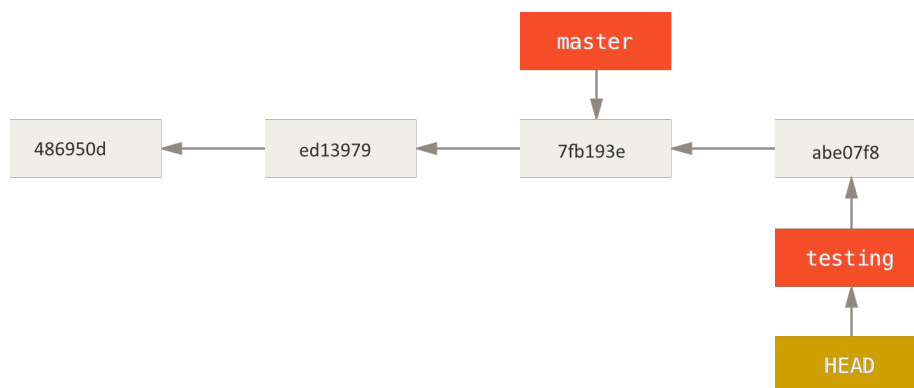 master
486950d
ed13979
7fb193e
abe07f8
testing
HEAD